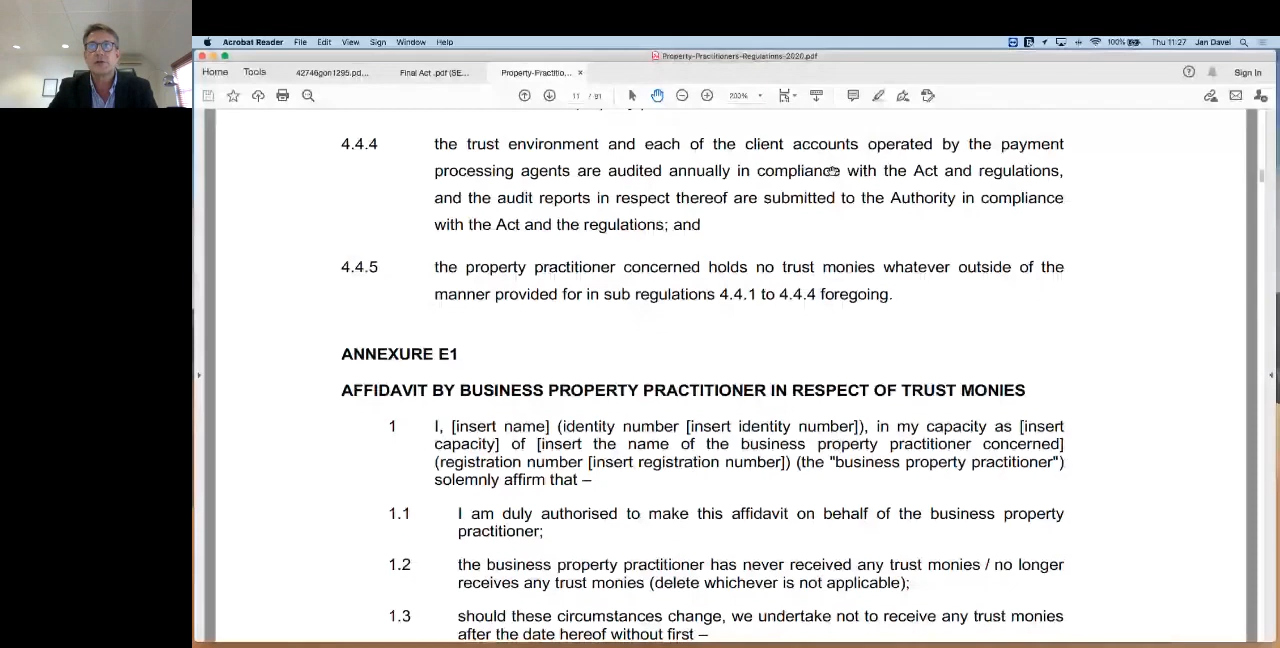 Acrobat Reader File Edit View Sign Window Help 100% Thu 11:27 Jan Davel
Property-Practitioners-Regulations-2020.pdf
Home Tools 42746gon1295.pd... Final Act .pdf (SE... Property-Practitio... × Sign In
11 / 91 200%
4.4.4 the trust environment and each of the client accounts operated by the payment
processing agents are audited annually in compliance with the Act and regulations,
and the audit reports in respect thereof are submitted to the Authority in compliance
with the Act and the regulations; and
4.4.5 the property practitioner concerned holds no trust monies whatever outside of the
manner provided for in sub regulations 4.4.1 to 4.4.4 foregoing.
ANNEXURE E1
AFFIDAVIT BY BUSINESS PROPERTY PRACTITIONER IN RESPECT OF TRUST MONIES
1 I, [insert name] (identity number [insert identity number]), in my capacity as [insert
capacity] of [insert the name of the business property practitioner concerned]
(registration number [insert registration number]) (the "business property practitioner")
solemnly affirm that –
1.1 I am duly authorised to make this affidavit on behalf of the business property
practitioner;
1.2 the business property practitioner has never received any trust monies / no longer
receives any trust monies (delete whichever is not applicable);
1.3 should these circumstances change, we undertake not to receive any trust monies
after the date hereof without first –